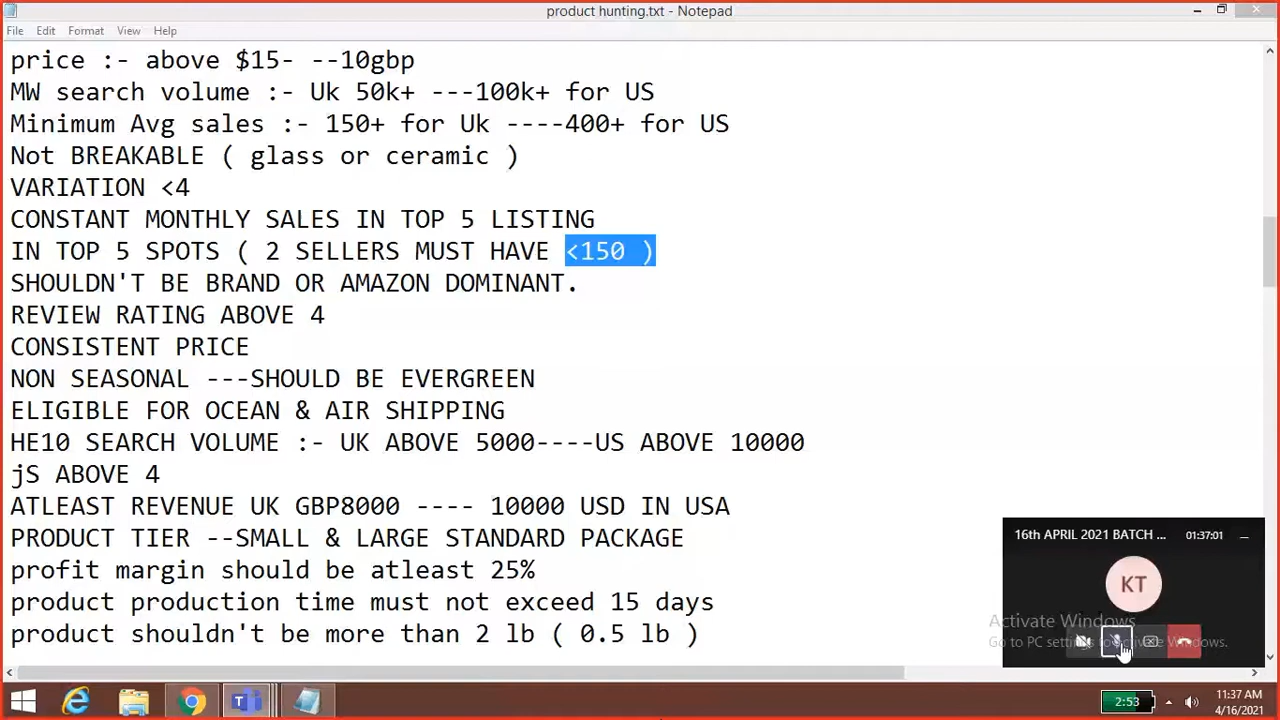 product hunting.txt - Notepad
File Edit Format View Help
price :- above $15- --10gbp
MW search volume :- Uk 50k+ ---100k+ for US
Minimum Avg sales :- 150+ for Uk ----400+ for US
Not BREAKABLE ( glass or ceramic )
VARIATION <4
CONSTANT MONTHLY SALES IN TOP 5 LISTING
IN TOP 5 SPOTS ( 2 SELLERS MUST HAVE <150 )
SHOULDN'T BE BRAND OR AMAZON DOMINANT.
REVIEW RATING ABOVE 4
CONSISTENT PRICE
NON SEASONAL ---SHOULD BE EVERGREEN
ELIGIBLE FOR OCEAN & AIR SHIPPING
HE10 SEARCH VOLUME :- UK ABOVE 5000----US ABOVE 10000
jS ABOVE 4
ATLEAST REVENUE UK GBP8000 ---- 10000 USD IN USA
PRODUCT TIER --SMALL & LARGE STANDARD PACKAGE
profit margin should be atleast 25%
product production time must not exceed 15 days
product shouldn't be more than 2 lb ( 0.5 lb )
16th APRIL 2021 BATCH ... 01:37:01
KT
Activate Windows
Go to PC settings to activate Windows.
2:53
11:37 AM
4/16/2021